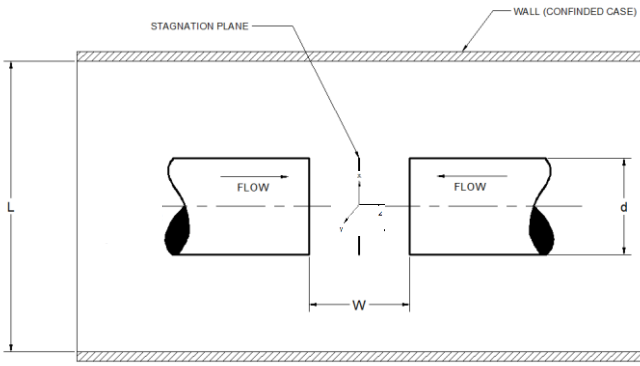 WALL (CONFINDED CASE)
STAGNATION PLANE
FLOW
FLOW
X
Z
Y
L
d
W